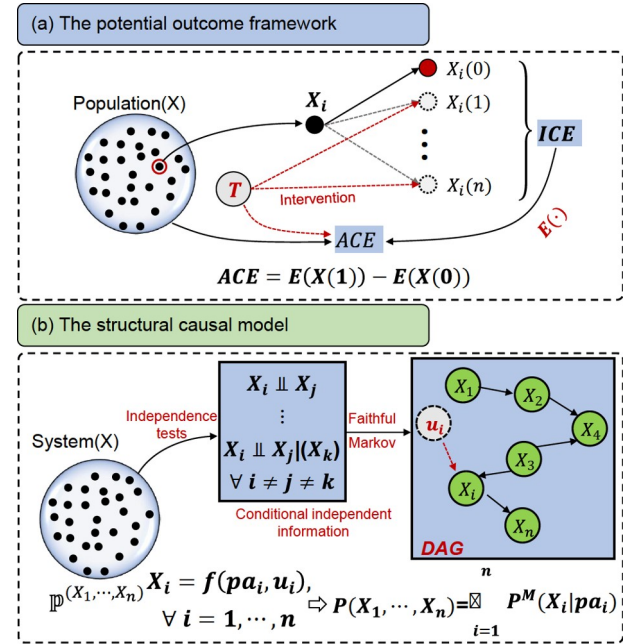 (a) The potential outcome framework
Population(X)
X_i
X_i(0)
X_i(1)
X_i(n)
ICE
T
Intervention
E(·)
ACE
ACE = E(X(1)) − E(X(0))
(b) The structural causal model
System(X)
Independence tests
X_i ⫫ X_j
⋮
X_i ⫫ X_j|(X_k)
∀ i ≠ j ≠ k
Conditional independent
information
Faithful
Markov
u_i
X_1
X_2
X_4
X_3
X_i
X_n
DAG
ℙ^(X_1,⋯,X_n) X_i = f(pa_i, u_i),
∀ i = 1,⋯,n
⇨ P(X_1,⋯,X_n)=▯_{i=1}^{n} P^M(X_i|pa_i)